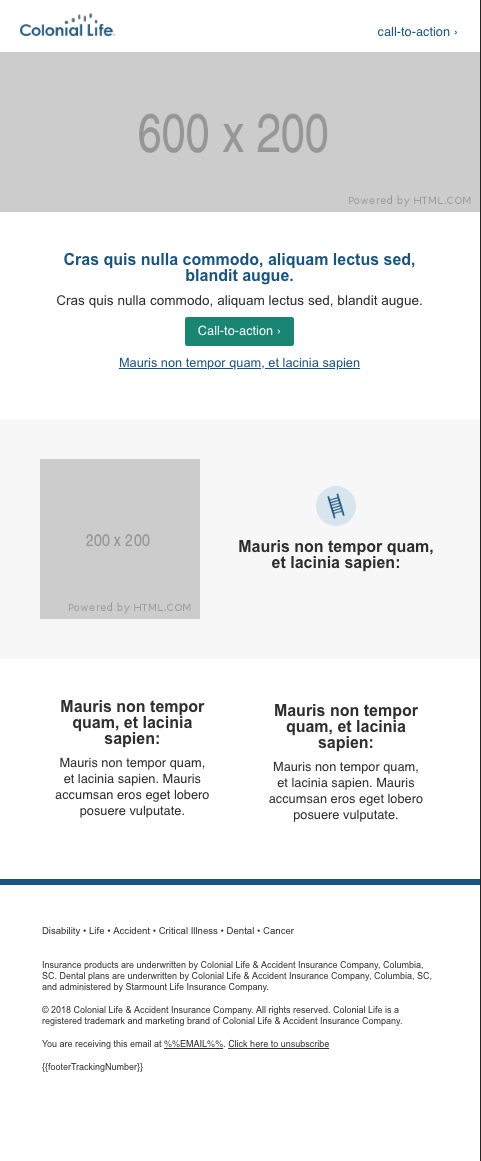 Colonial Life.
call-to-action ›
600 x 200
Powered by HTML.COM
Cras quis nulla commodo, aliquam lectus sed,
blandit augue.
Cras quis nulla commodo, aliquam lectus sed, blandit augue.
Call-to-action ›
Mauris non tempor quam, et lacinia sapien
200 x 200
Powered by HTML.COM
Mauris non tempor quam,
et lacinia sapien:
Mauris non tempor
quam, et lacinia
sapien:
Mauris non tempor quam,
et lacinia sapien. Mauris
accumsan eros eget lobero
posuere vulputate.
Mauris non tempor
quam, et lacinia
sapien:
Mauris non tempor quam,
et lacinia sapien. Mauris
accumsan eros eget lobero
posuere vulputate.
Disability • Life • Accident • Critical Illness • Dental • Cancer
Insurance products are underwritten by Colonial Life & Accident Insurance Company, Columbia,
SC. Dental plans are underwritten by Colonial Life & Accident Insurance Company, Columbia, SC,
and administered by Starmount Life Insurance Company.
© 2018 Colonial Life & Accident Insurance Company. All rights reserved. Colonial Life is a
registered trademark and marketing brand of Colonial Life & Accident Insurance Company.
You are receiving this email at %%EMAIL%%. Click here to unsubscribe
{{footerTrackingNumber}}